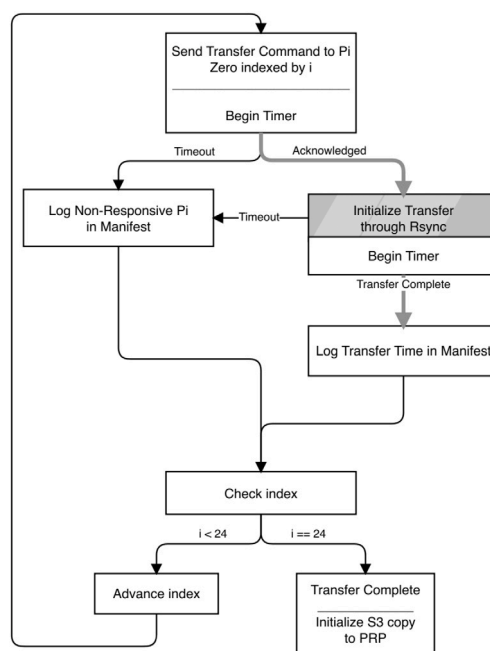 Send Transfer Command to Pi
Zero indexed by i
Begin Timer
Timeout
Acknowledged
Log Non-Responsive Pi
in Manifest
Timeout
Initialize Transfer
through Rsync
Begin Timer
Transfer Complete
Log Transfer Time in Manifest
Check index
i < 24
i == 24
Advance index
Transfer Complete
Initialize S3 copy
to PRP